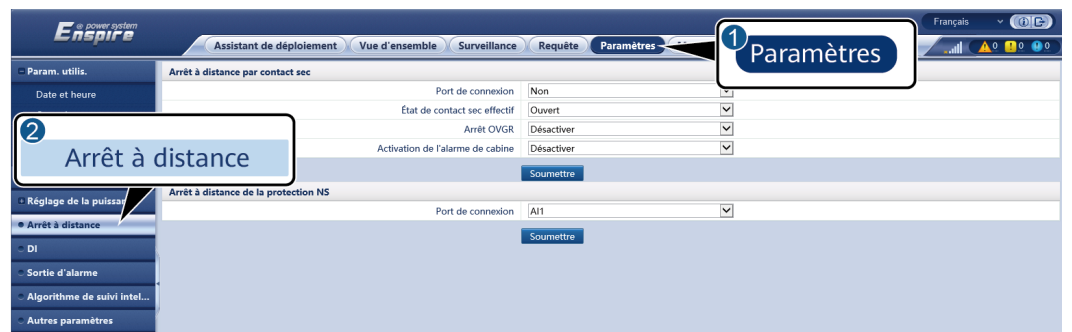 e power system
Enspire
Français
Assistant de déploiement Vue d'ensemble Surveillance Requête Paramètres
1
Paramètres
0 0 0
Param. utilis.
Date et heure
2
Arrêt à distance
Réglage de la puissan
Arrêt à distance
DI
Sortie d'alarme
Algorithme de suivi intel...
Autres paramètres
Arrêt à distance par contact sec
Port de connexion Non
État de contact sec effectif Ouvert
Arrêt OVGR Désactiver
Activation de l'alarme de cabine Désactiver
Soumettre
Arrêt à distance de la protection NS
Port de connexion AI1
Soumettre